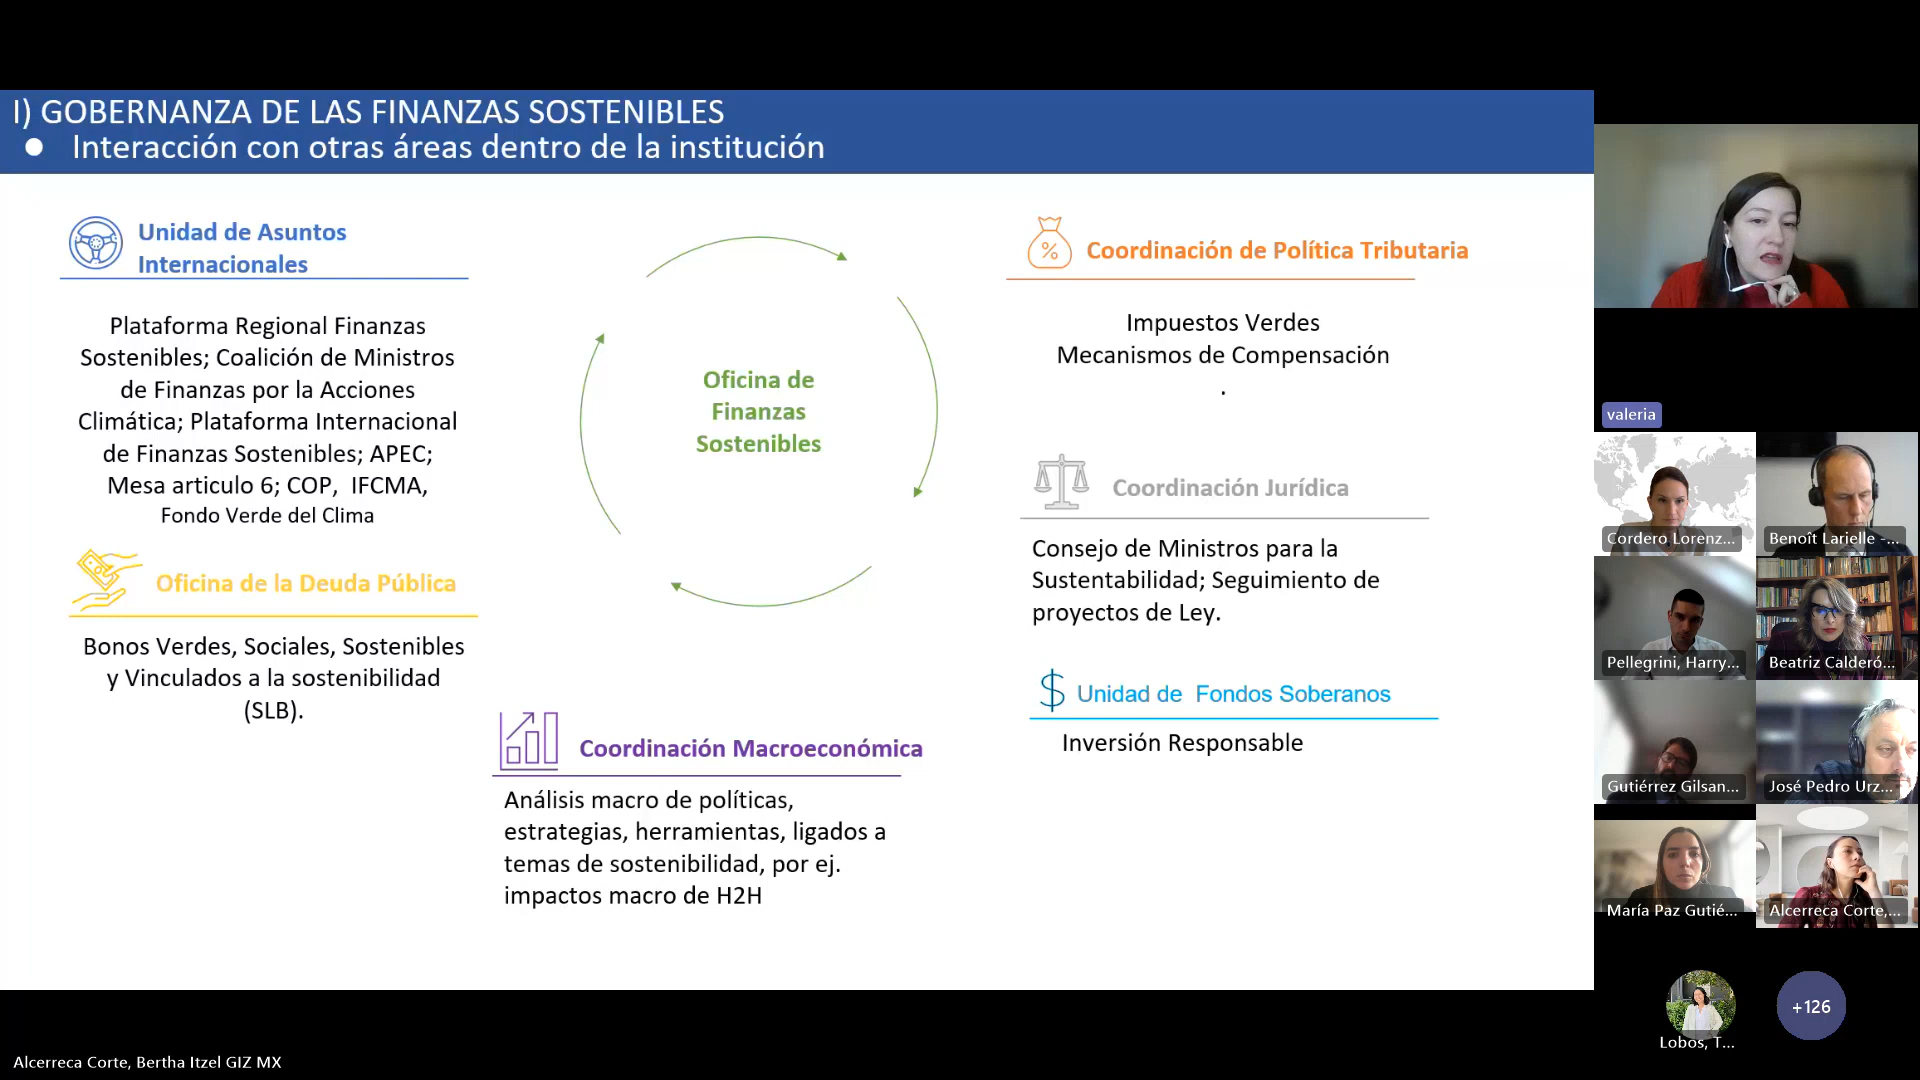 I) GOBERNANZA DE LAS FINANZAS SOSTENIBLES
● Interacción con otras áreas dentro de la institución
Unidad de Asuntos
Internacionales
Plataforma Regional Finanzas
Sostenibles; Coalición de Ministros
de Finanzas por la Acciones
Climática; Plataforma Internacional
de Finanzas Sostenibles; APEC;
Mesa articulo 6; COP, IFCMA,
Fondo Verde del Clima
Oficina de la Deuda Pública
Bonos Verdes, Sociales, Sostenibles
y Vinculados a la sostenibilidad
(SLB).
Oficina de
Finanzas
Sostenibles
Coordinación Macroeconómica
Análisis macro de políticas,
estrategias, herramientas, ligados a
temas de sostenibilidad, por ej.
impactos macro de H2H
%
Coordinación de Política Tributaria
Impuestos Verdes
Mecanismos de Compensación
.
Coordinación Jurídica
Consejo de Ministros para la
Sustentabilidad; Seguimiento de
proyectos de Ley.
$ Unidad de Fondos Soberanos
Inversión Responsable
valeria
Cordero Lorenz...
Benoît Larielle -...
Pellegrini, Harry...
Beatriz Calderó...
Gutiérrez Gilsan...
José Pedro Urz...
María Paz Gutié...
Alcerreca Corte,...
Lobos, T...
+126
Alcerreca Corte, Bertha Itzel GIZ MX